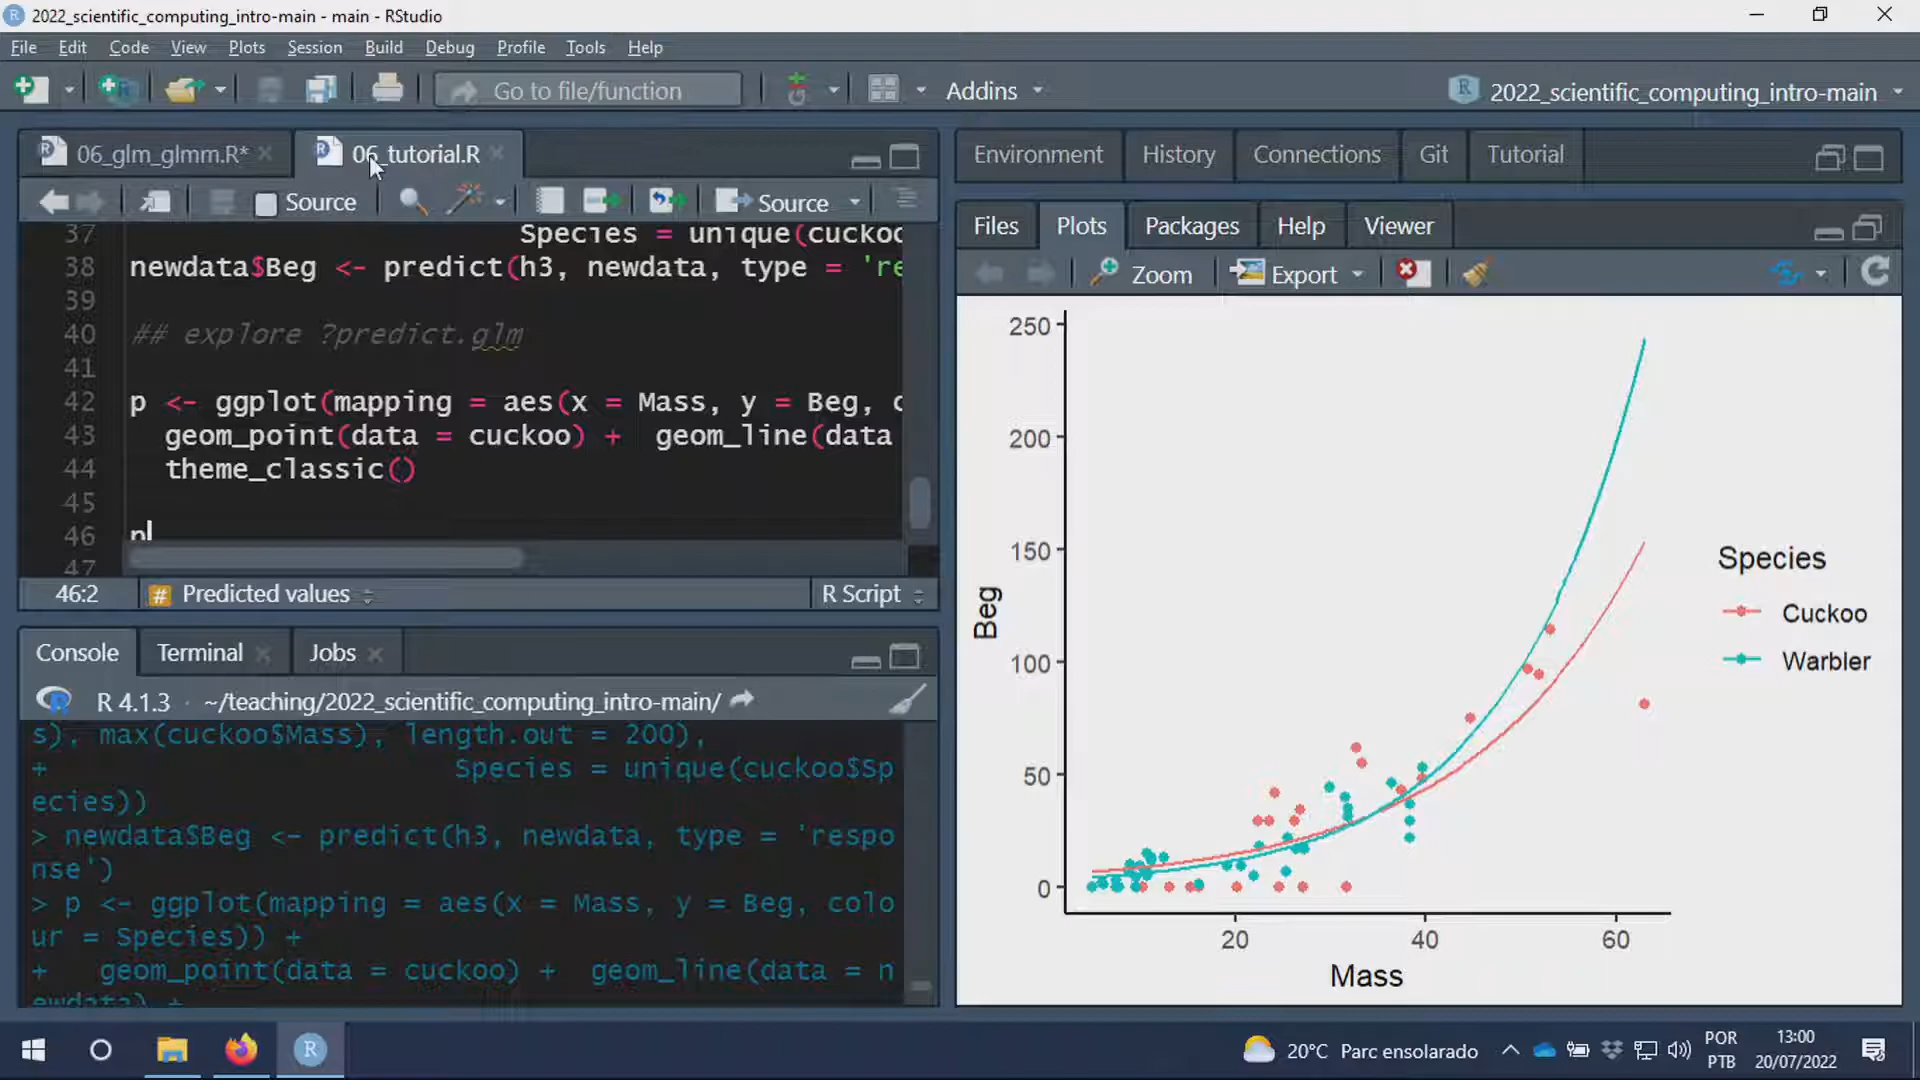 2022_scientific_computing_intro-main - main - RStudio
File Edit Code View Plots Session Build Debug Profile Tools Help
Go to file/function Addins 2022_scientific_computing_intro-main
06_glm_glmm.R* 06_tutorial.R
Source Source
37 Species = unique(cuckoo
38 newdata$Beg <- predict(h3, newdata, type = 're
39
40 ## explore ?predict.glm
41
42 p <- ggplot(mapping = aes(x = Mass, y = Beg, c
43 geom_point(data = cuckoo) + geom_line(data
44 theme_classic()
45
46 p
47
46:2 # Predicted values R Script
Console Terminal Jobs
R 4.1.3 · ~/teaching/2022_scientific_computing_intro-main/
s), max(cuckoo$Mass), length.out = 200),
+ Species = unique(cuckoo$Sp
ecies))
> newdata$Beg <- predict(h3, newdata, type = 'respo
nse')
> p <- ggplot(mapping = aes(x = Mass, y = Beg, colo
ur = Species)) +
+ geom_point(data = cuckoo) + geom_line(data = n
ewdata) +
Environment History Connections Git Tutorial
Files Plots Packages Help Viewer
Zoom Export
250
200
150
100
50
0
Beg
20 40 60
Mass
Species
Cuckoo
Warbler
20°C Parc ensolarado
POR
PTB
13:00
20/07/2022